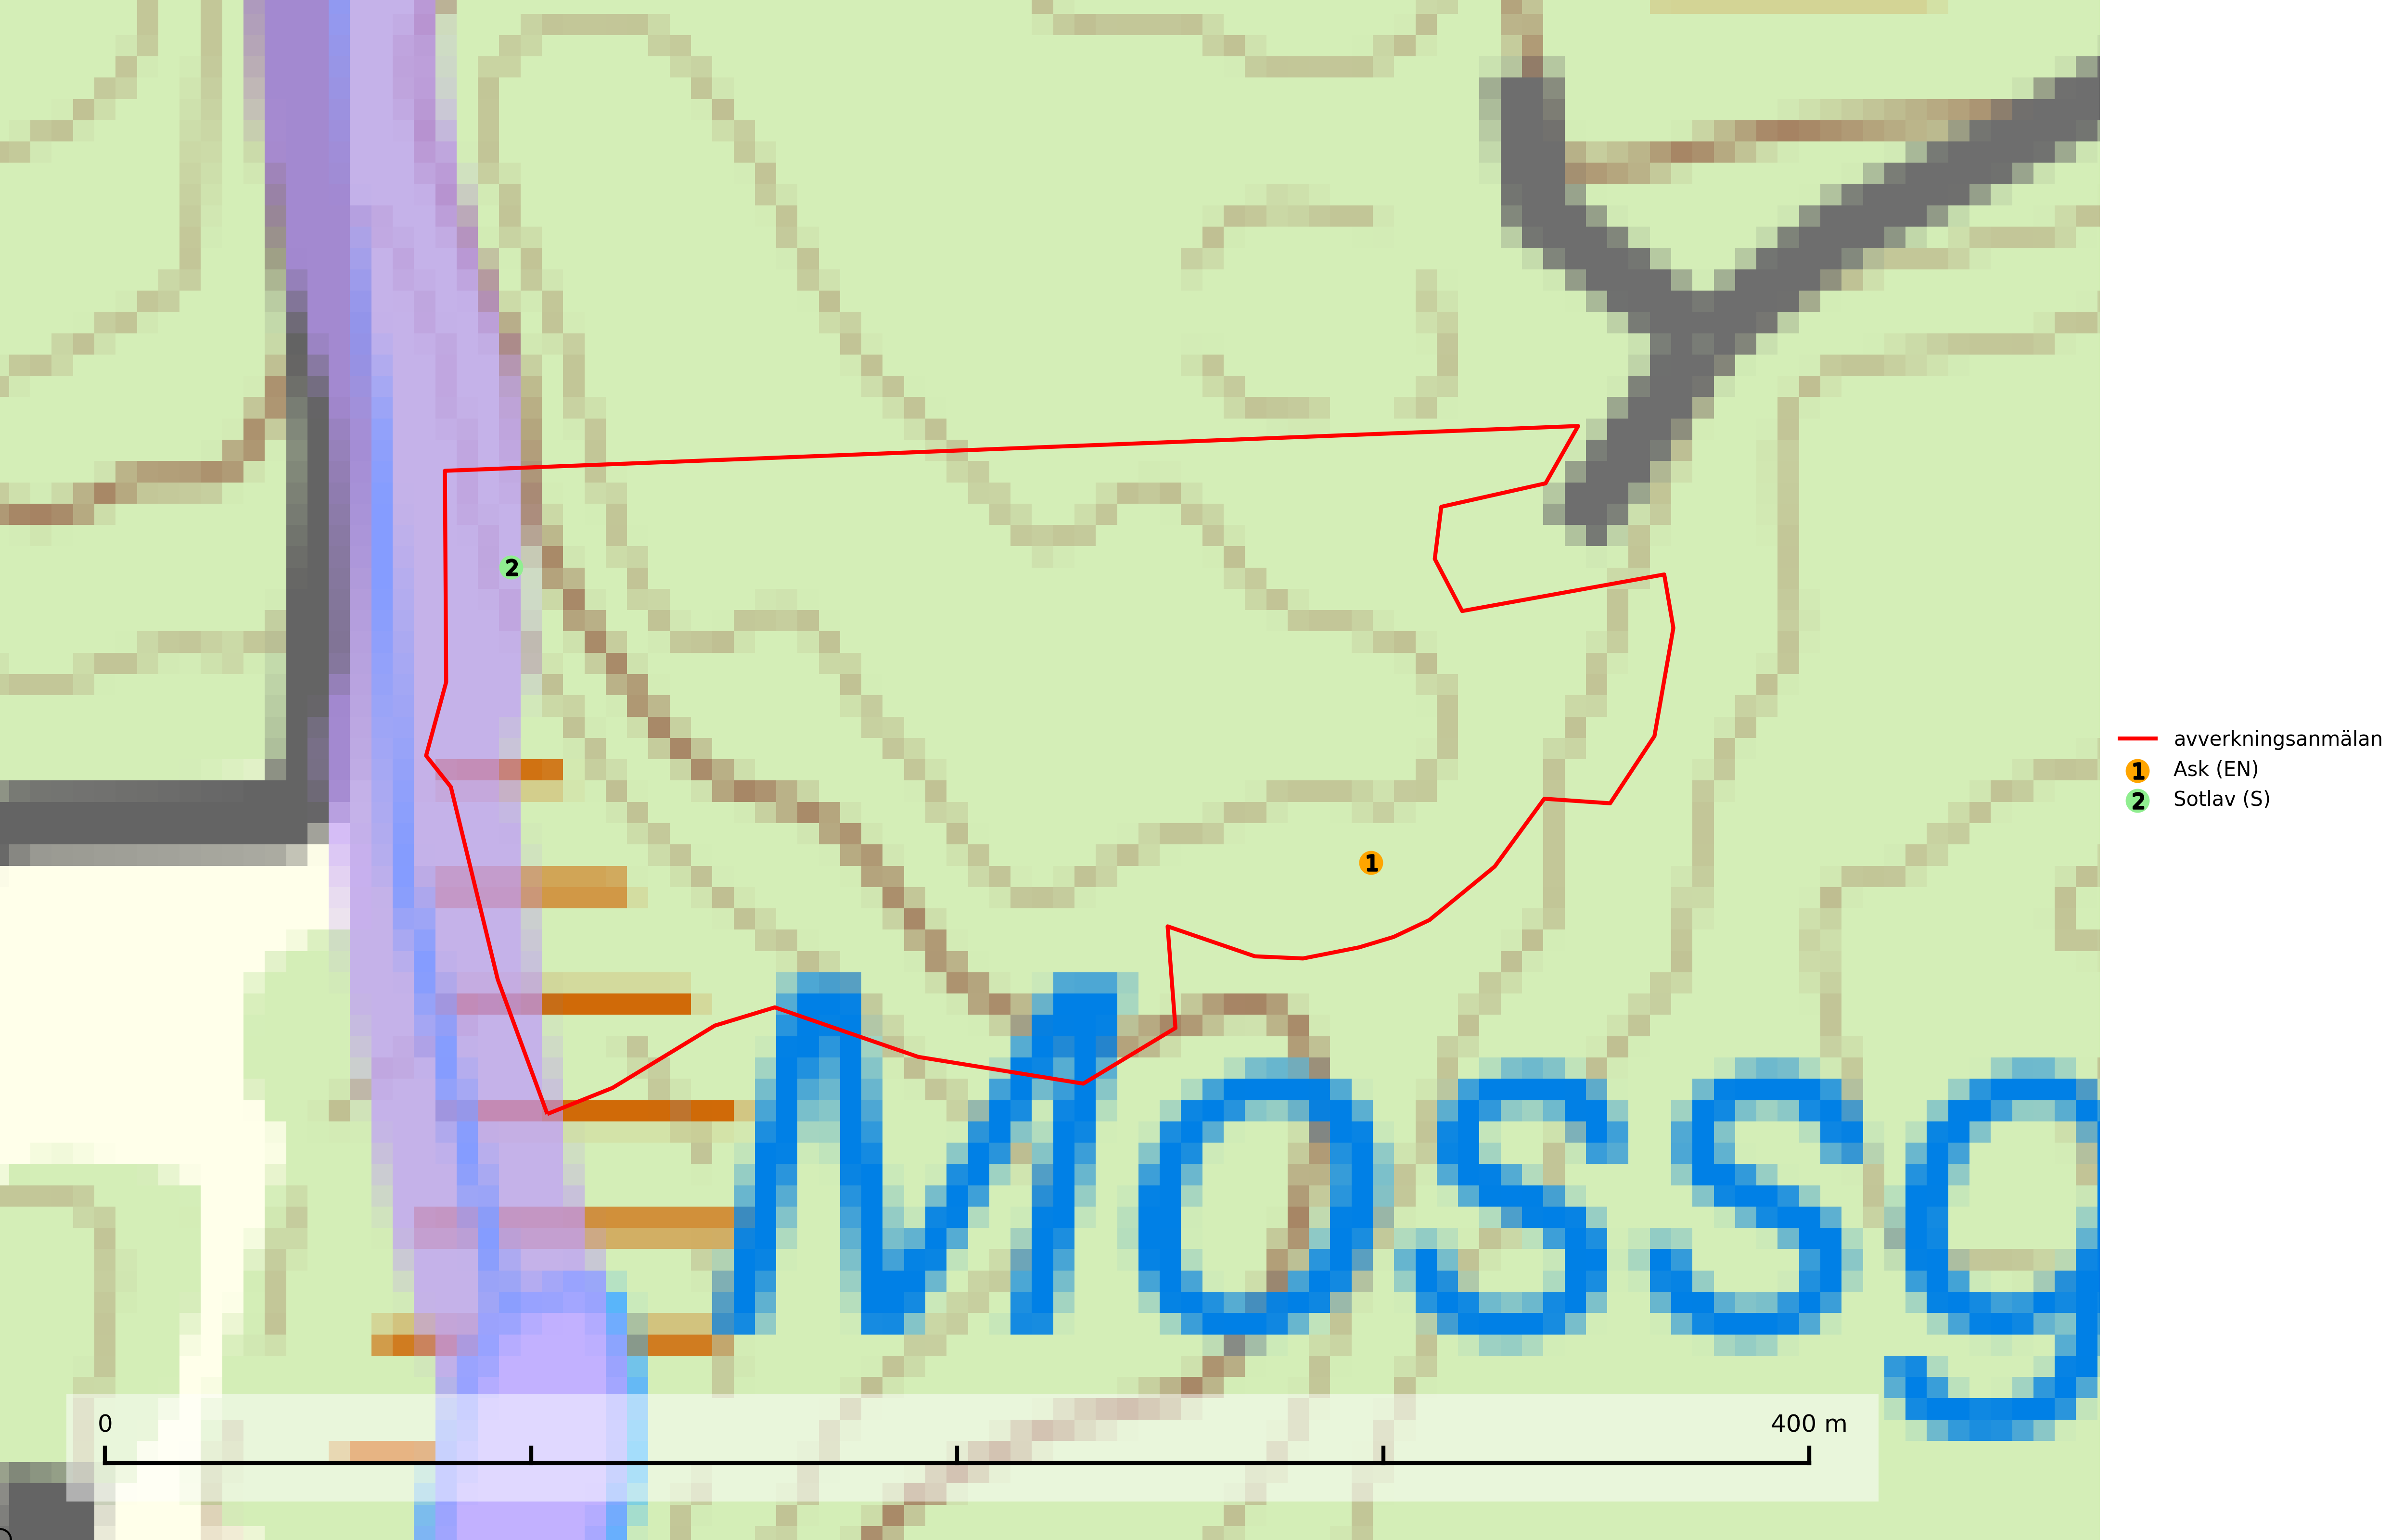 2
1
avverkningsanmälan
1 Ask (EN)
2 Sotlav (S)
Mossg
0 400 m